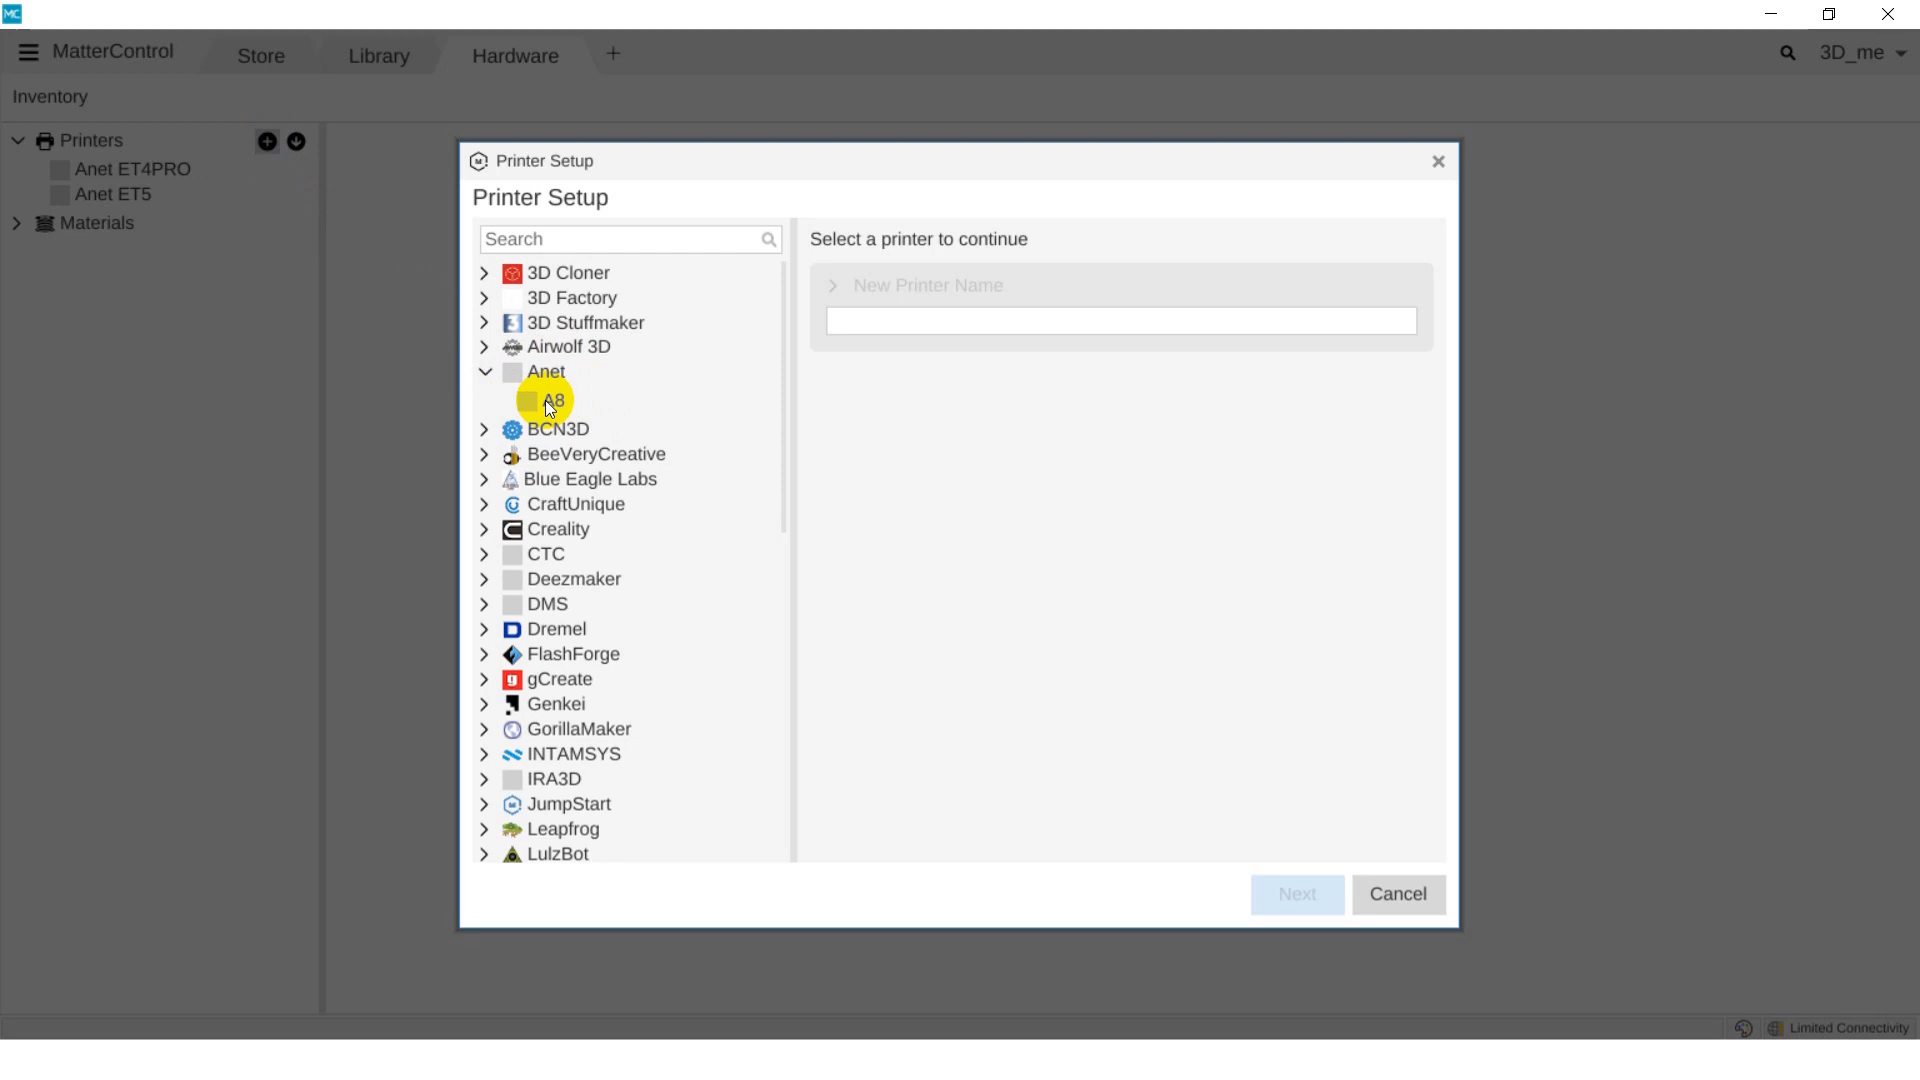 MC
MatterControl
Store
Library
Hardware
3D_me
Inventory
Printers
Anet ET4PRO
Anet ET5
Materials
Printer Setup
Printer Setup
Search
3D Cloner
3D Factory
3D Stuffmaker
Airwolf 3D
Anet
A8
BCN3D
BeeVeryCreative
Blue Eagle Labs
CraftUnique
Creality
CTC
Deezmaker
DMS
Dremel
FlashForge
gCreate
Genkei
GorillaMaker
INTAMSYS
IRA3D
JumpStart
Leapfrog
LulzBot
Select a printer to continue
New Printer Name
Next
Cancel
Limited Connectivity